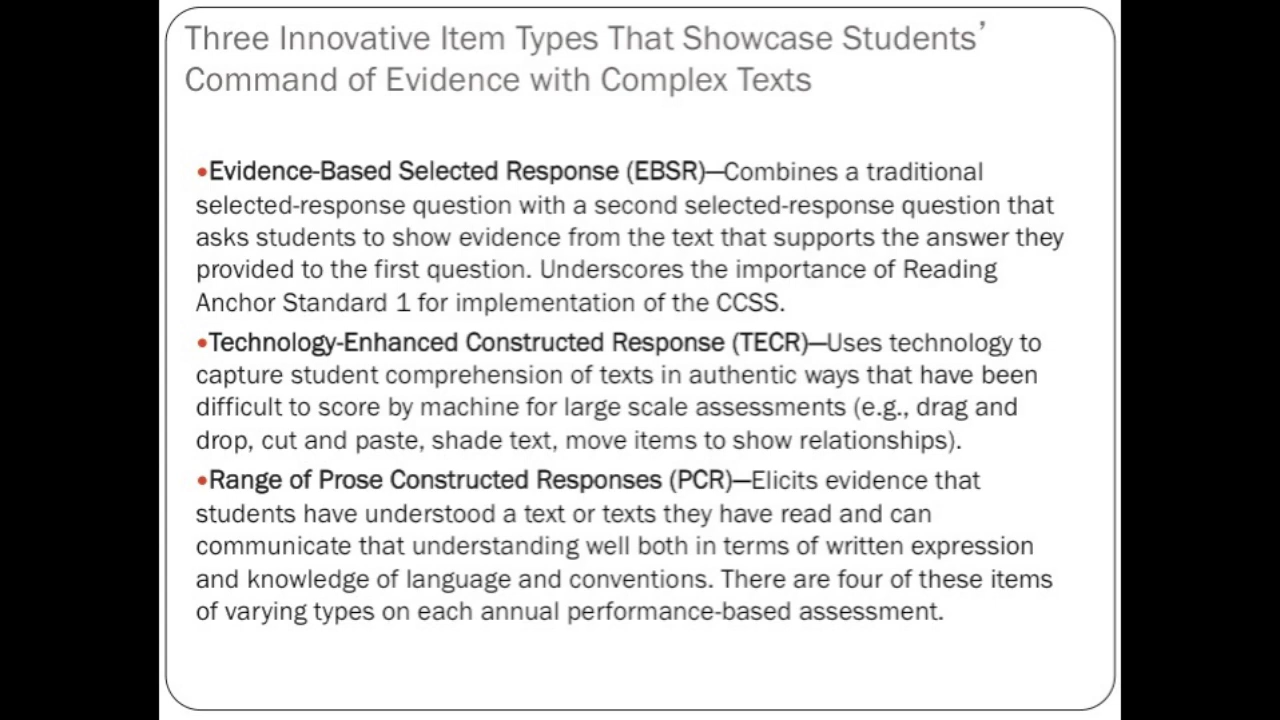 Three Innovative Item Types That Showcase Students’
Command of Evidence with Complex Texts
•Evidence-Based Selected Response (EBSR)—Combines a traditional
selected-response question with a second selected-response question that
asks students to show evidence from the text that supports the answer they
provided to the first question. Underscores the importance of Reading
Anchor Standard 1 for implementation of the CCSS.
•Technology-Enhanced Constructed Response (TECR)—Uses technology to
capture student comprehension of texts in authentic ways that have been
difficult to score by machine for large scale assessments (e.g., drag and
drop, cut and paste, shade text, move items to show relationships).
•Range of Prose Constructed Responses (PCR)—Elicits evidence that
students have understood a text or texts they have read and can
communicate that understanding well both in terms of written expression
and knowledge of language and conventions. There are four of these items
of varying types on each annual performance-based assessment.